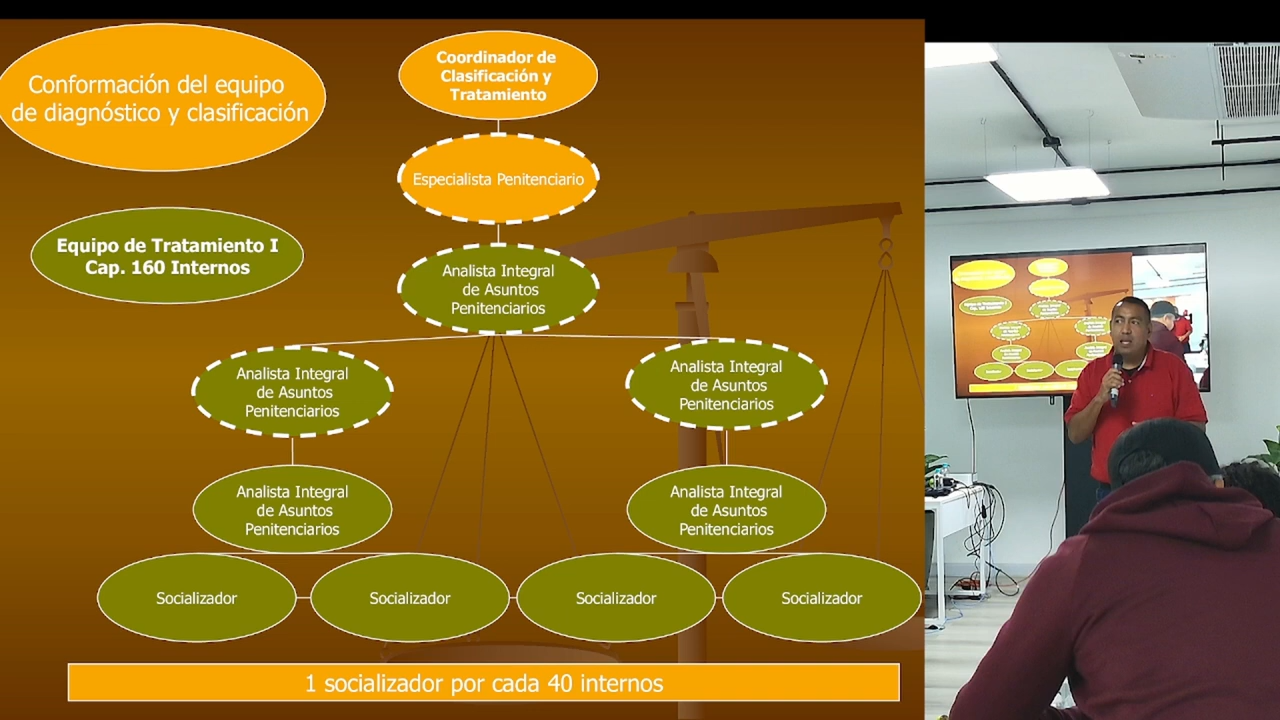 Conformación del equipo
de diagnóstico y clasificación
Coordinador de
Clasificación y
Tratamiento
Especialista Penitenciario
Equipo de Tratamiento I
Cap. 160 Internos
Analista Integral
de Asuntos
Penitenciarios
Analista Integral
de Asuntos
Penitenciarios
Analista Integral
de Asuntos
Penitenciarios
Analista Integral
de Asuntos
Penitenciarios
Analista Integral
de Asuntos
Penitenciarios
Socializador
Socializador
Socializador
Socializador
1 socializador por cada 40 internos